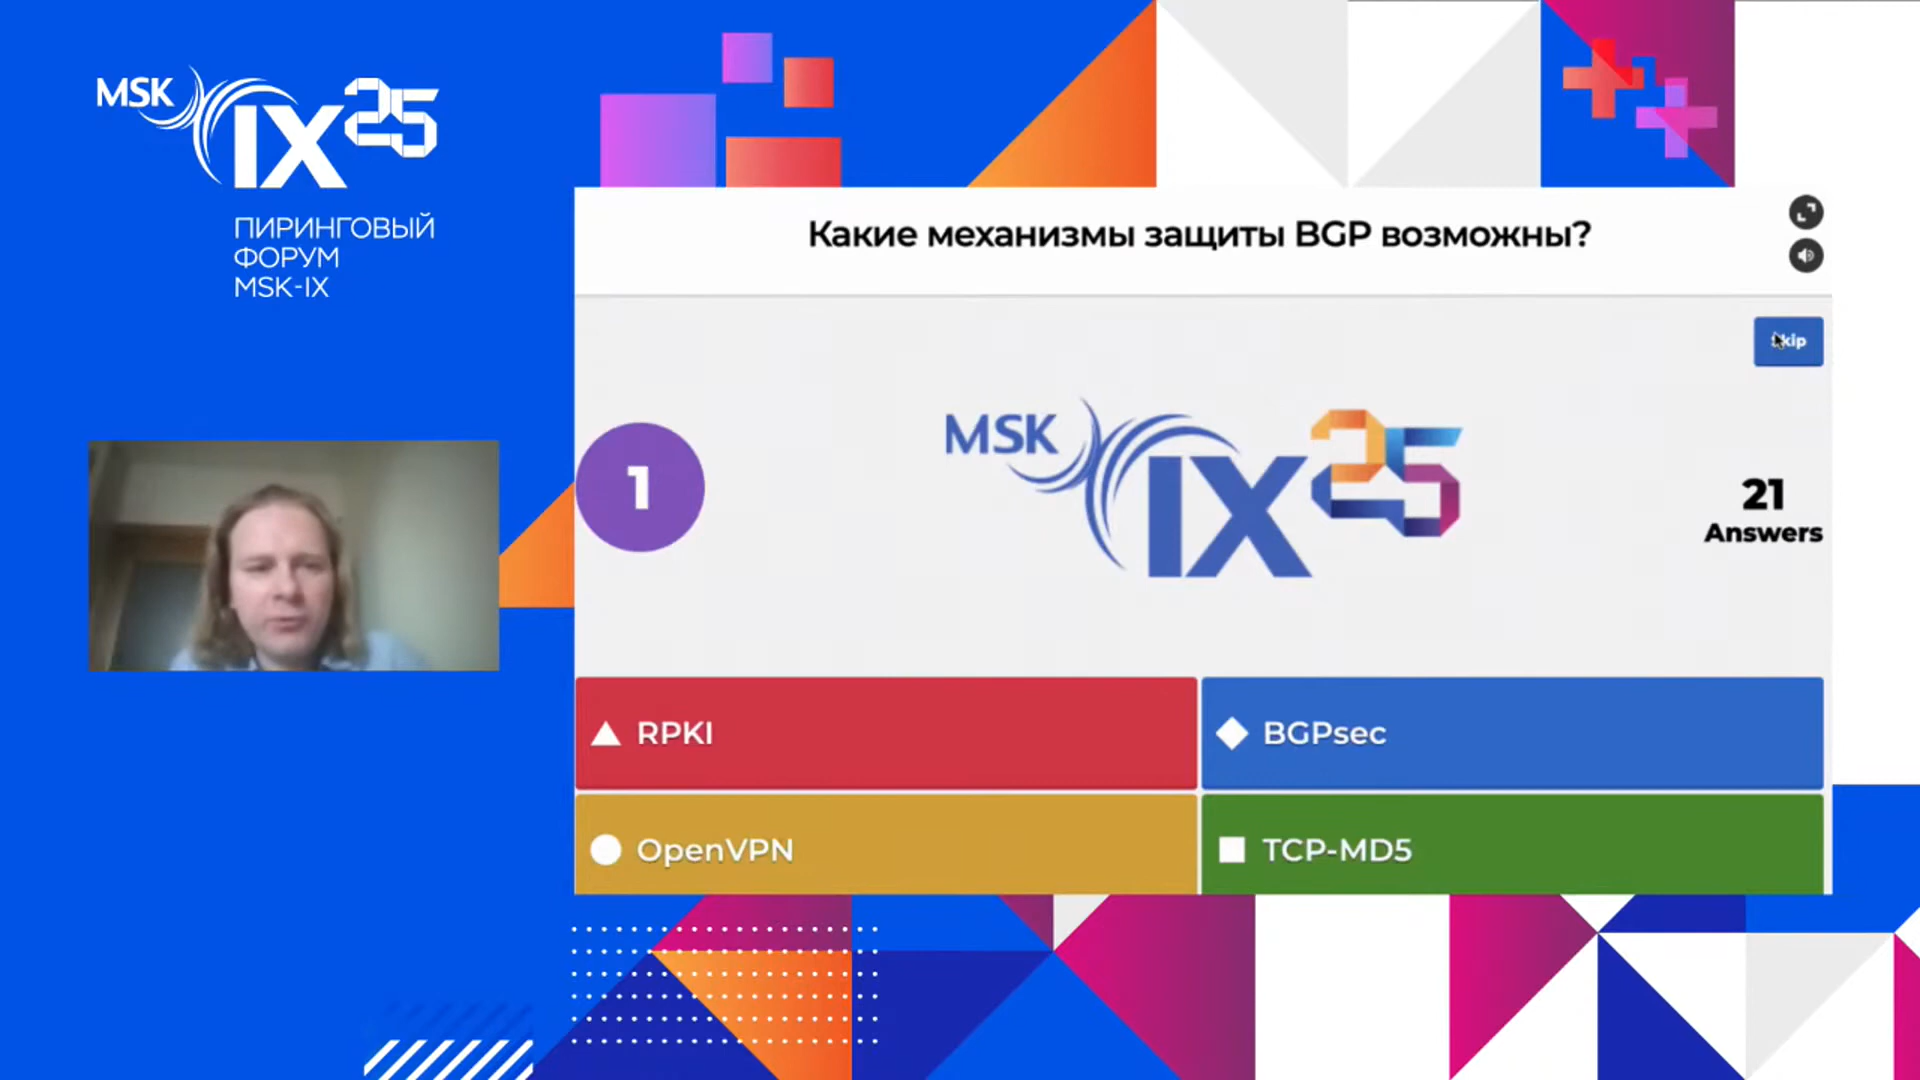 MSK
IX 25
ПИРИНГОВЫЙ
ФОРУМ
MSK-IX
Какие механизмы защиты BGP возможны?
Skip
1
MSK
IX 25
21
Answers
RPKI
BGPsec
OpenVPN
TCP-MD5